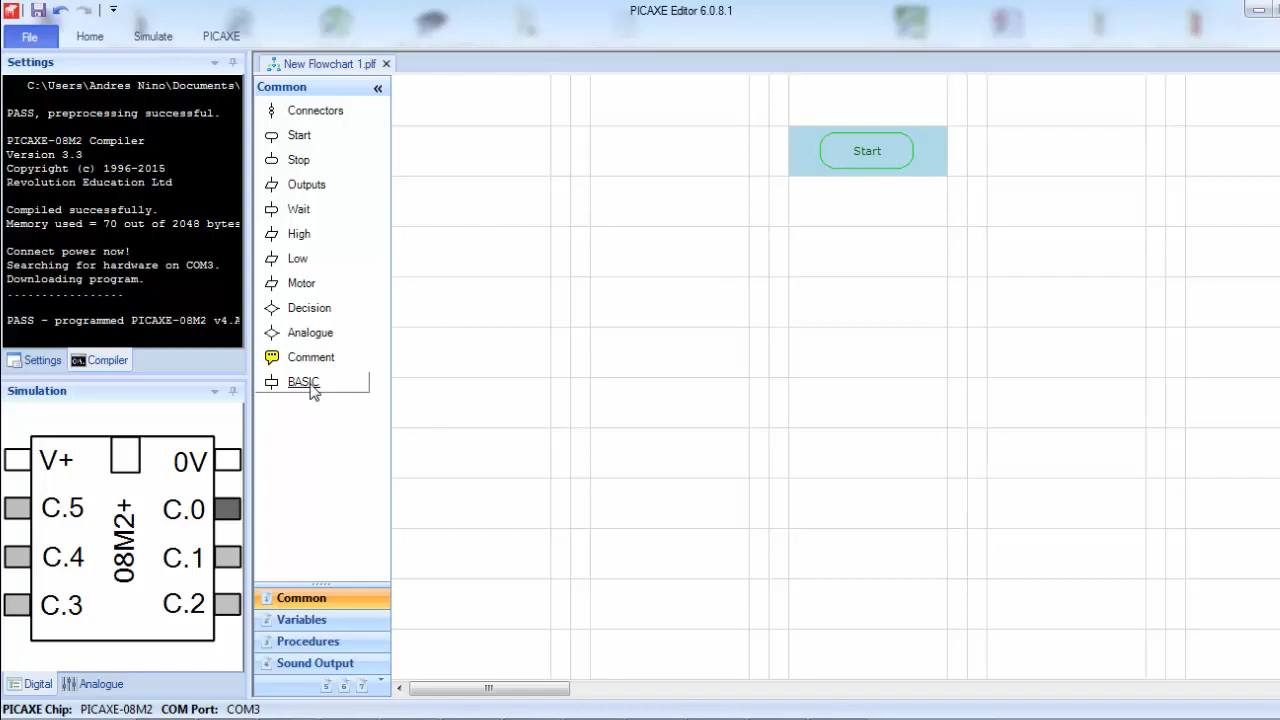 PICAXE Editor 6.0.8.1
File Home Simulate PICAXE
Settings
C:\Users\Andres Nino\Documents\
PASS, preprocessing successful.
PICAXE-08M2 Compiler
Version 3.3
Copyright (c) 1996-2015
Revolution Education Ltd
Compiled successfully.
Memory used = 70 out of 2048 bytes
Connect power now!
Searching for hardware on COM3.
Downloading program.
-----------------
PASS - programmed PICAXE-08M2 v4.A
Settings Compiler
Simulation
V+ 0V
C.5 C.0
C.4 C.1
C.3 C.2
08M2+
Digital Analogue
New Flowchart 1.plf
Common
Connectors
Start
Stop
Outputs
Wait
High
Low
Motor
Decision
Analogue
Comment
BASIC
Common
Variables
Procedures
Sound Output
5 6 7
Start
PICAXE Chip: PICAXE-08M2 COM Port: COM3